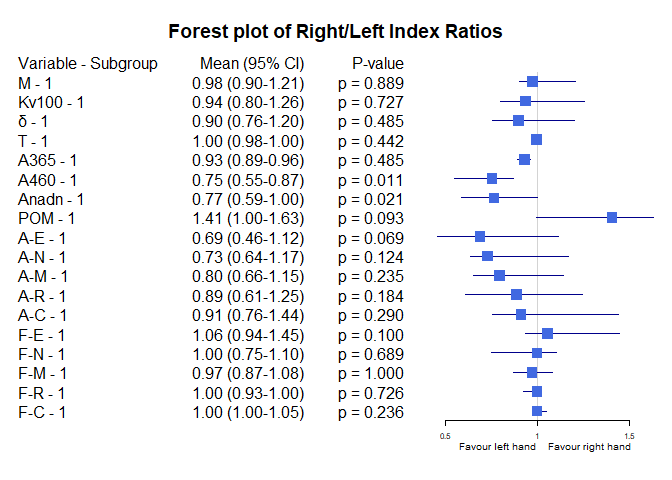 Forest plot of Right/Left Index Ratios
Variable - Subgroup Mean (95% CI) P-value
M - 1 0.98 (0.90-1.21) p = 0.889
Kv100 - 1 0.94 (0.80-1.26) p = 0.727
δ - 1 0.90 (0.76-1.20) p = 0.485
T - 1 1.00 (0.98-1.00) p = 0.442
A365 - 1 0.93 (0.89-0.96) p = 0.485
A460 - 1 0.75 (0.55-0.87) p = 0.011
Anadn - 1 0.77 (0.59-1.00) p = 0.021
POM - 1 1.41 (1.00-1.63) p = 0.093
A-E - 1 0.69 (0.46-1.12) p = 0.069
A-N - 1 0.73 (0.64-1.17) p = 0.124
A-M - 1 0.80 (0.66-1.15) p = 0.235
A-R - 1 0.89 (0.61-1.25) p = 0.184
A-C - 1 0.91 (0.76-1.44) p = 0.290
F-E - 1 1.06 (0.94-1.45) p = 0.100
F-N - 1 1.00 (0.75-1.10) p = 0.689
F-M - 1 0.97 (0.87-1.08) p = 1.000
F-R - 1 1.00 (0.93-1.00) p = 0.726
F-C - 1 1.00 (1.00-1.05) p = 0.236
0.5 1 1.5
Favour left hand Favour right hand